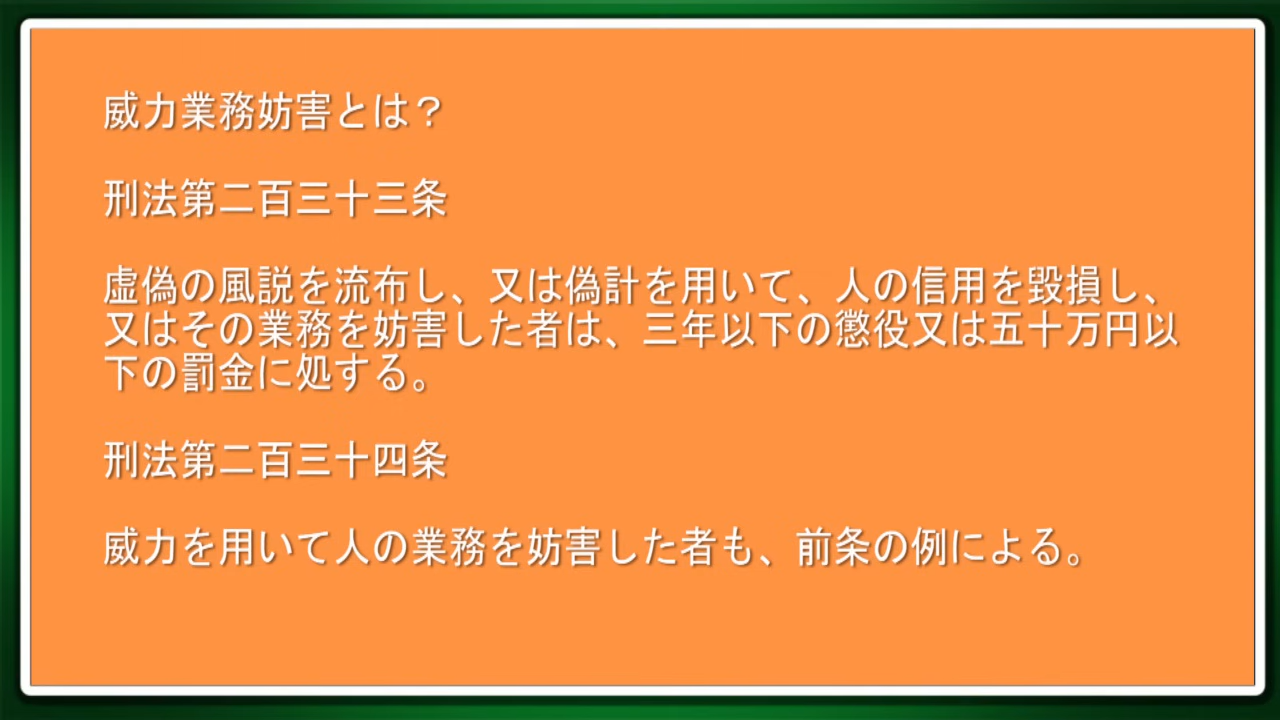 威力業務妨害とは？
刑法第二百三十三条
虚偽の風説を流布し、又は偽計を用いて、人の信用を毀損し、
又はその業務を妨害した者は、三年以下の懲役又は五十万円以
下の罰金に処する。
刑法第二百三十四条
威力を用いて人の業務を妨害した者も、前条の例による。